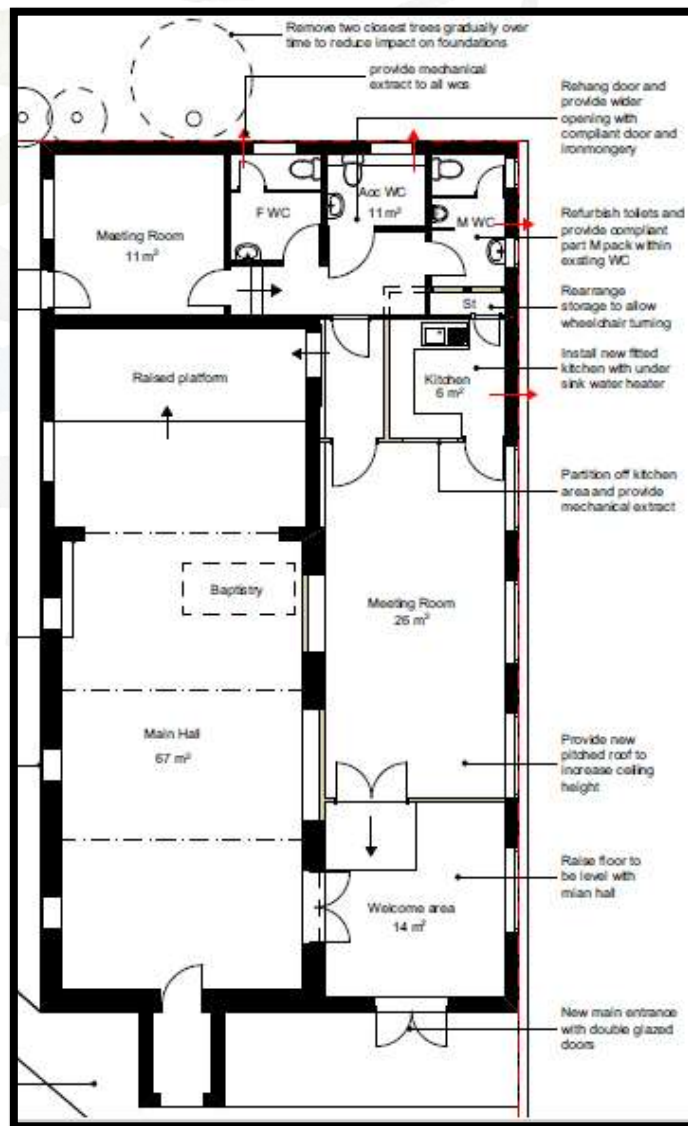 Remove two closest trees gradually over
time to reduce impact on foundations
provide mechanical
extract to all wcs
Rehang door and
provide wider
opening with
compliant door and
ironmongery
F WC
Acc WC
11 m²
M WC
Meeting Room
11 m²
Refurbish toilets and
provide compliant
part M pack within
existing WC
St
Rearrange
storage to allow
wheelchair turning
Raised platform
Kitchen
6 m²
Install new fitted
kitchen with under
sink water heater
Partition off kitchen
area and provide
mechanical extract
Baptistry
Meeting Room
26 m²
Main Hall
67 m²
Provide new
pitched roof to
increase ceiling
height
Raise floor to
be level with
mian hall
Welcome area
14 m²
New main entrance
with double glazed
doors